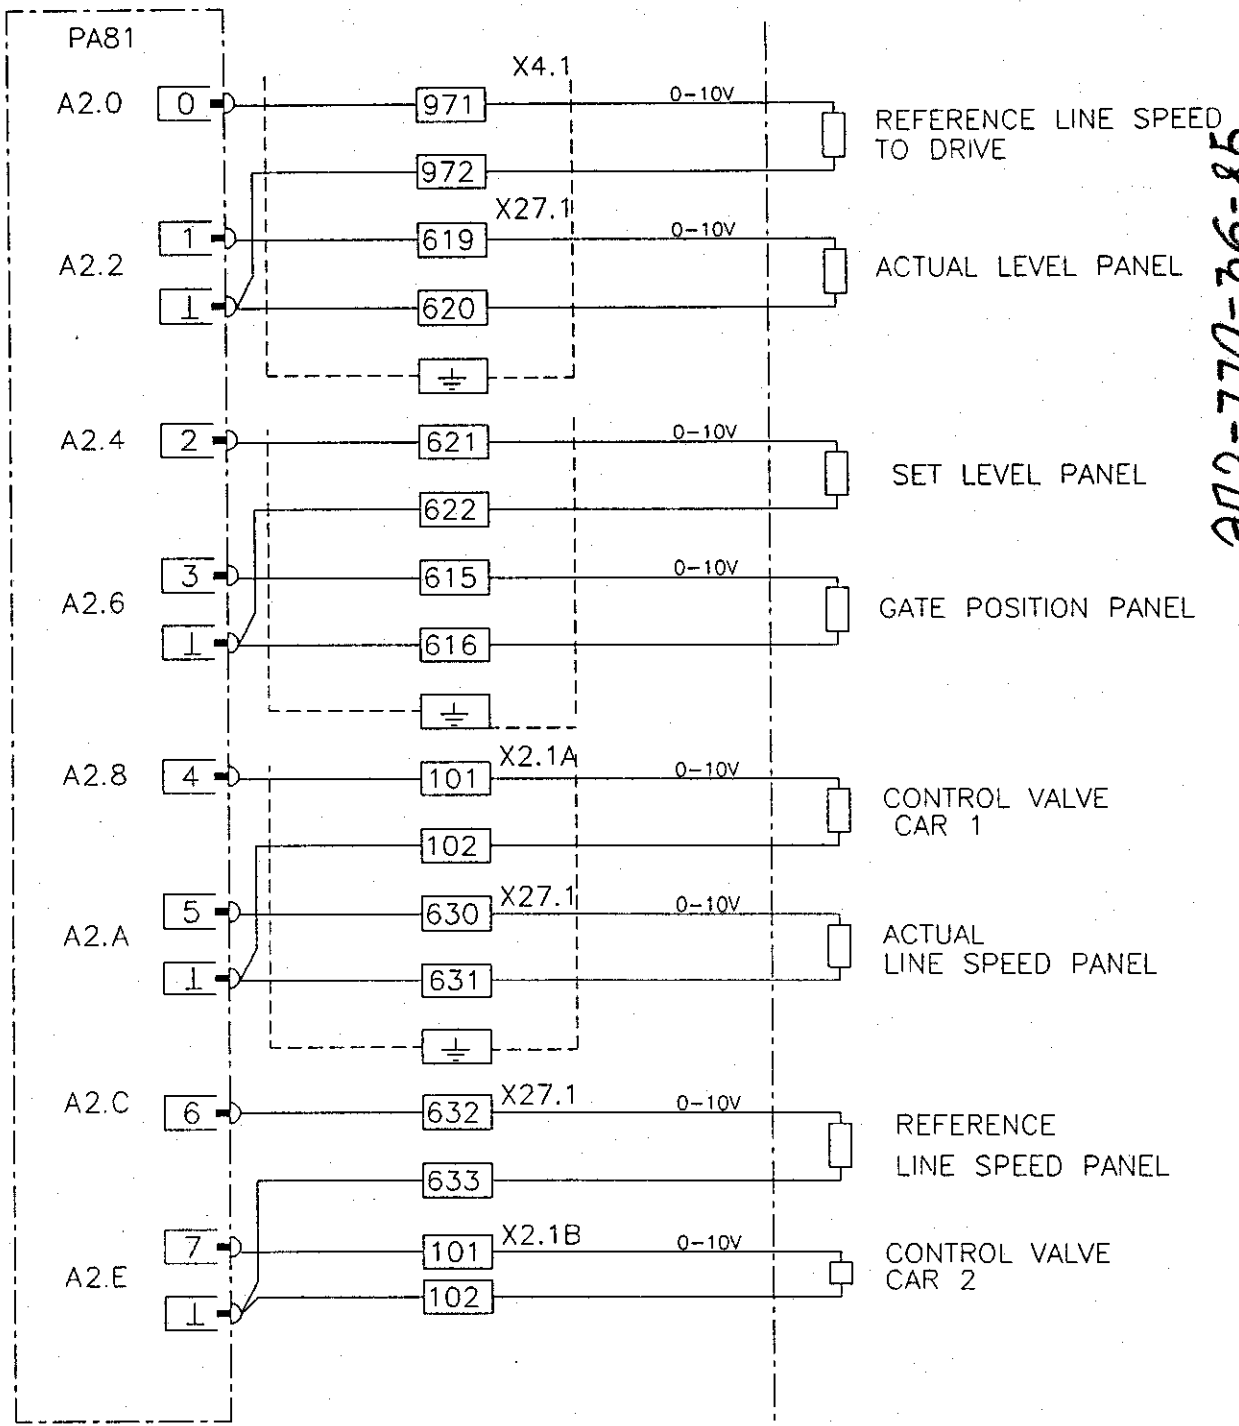 PA81
X4.1
A2.0 0 971 0-10V REFERENCE LINE SPEED
TO DRIVE
972
X27.1
1 619 0-10V
A2.2 ACTUAL LEVEL PANEL
⊥ 620
A2.4 2 621 0-10V
SET LEVEL PANEL
622
3 615 0-10V
A2.6 GATE POSITION PANEL
⊥ 616
X2.1A
A2.8 4 101 0-10V
CONTROL VALVE
CAR 1
102
X27.1
5 630 0-10V
A2.A ACTUAL
LINE SPEED PANEL
⊥ 631
X27.1
A2.C 6 632 0-10V
REFERENCE
LINE SPEED PANEL
633
X2.1B
7 101 0-10V
CONTROL VALVE
A2.E CAR 2
102
⊥